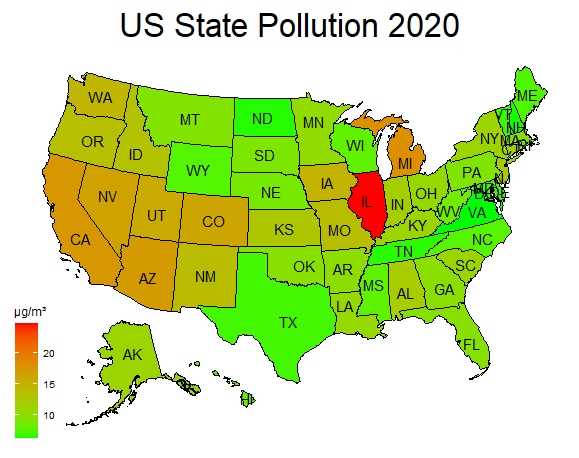 US State Pollution 2020
ME
WA
MT
ND
MN
VT
NH
OR
ID
WI
NY
MA
SD
MI
WY
PA
IA
NJ
NE
OH
NV
IL
IN
UT
CO
WV
VA
KS
MO
KY
CA
NC
TN
OK
AZ
NM
AR
SC
MS
AL
GA
LA
µg/m³
TX
FL
20
AK
15
HI
10